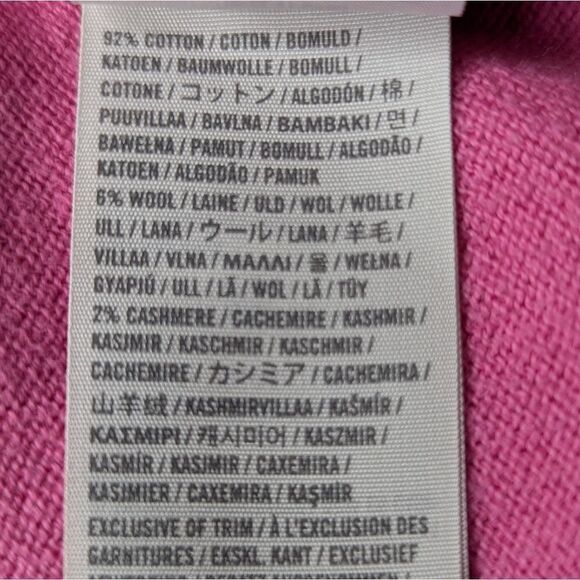 92% COTTON / COTON / BOMULD /
KATOEN / BAUMWOLLE / BOMULL /
COTONE / コットン / ALGODÓN / 棉 /
PUUVILLAA / BAVLNA / BAMBAKI / 면 /
BAWEŁNA / PAMUT / BOMULL / ALGODÃO /
KATOEN / ALGODÃO / PAMUK
6% WOOL / LAINE / ULD / WOL / WOLLE /
ULL / LANA / ウール / LANA / 羊毛 /
VILLAA / VLNA / ΜΑΛΛΙ / 울 / WEŁNA /
GYAPJÚ / ULL / LÃ / WOL / LÃ / TÜY
2% CASHMERE / CACHEMIRE / KASHMIR /
KASJMIR / KASCHMIR / KASCHMIR /
CACHEMIRE / カシミア / CACHEMIRA /
山羊绒 / KASHMIRVILLAA / KAŠMÍR /
ΚΑΣΜΙΡΙ / 캐시미어 / KASZMIR /
KASMÍR / KASJMIR / CAXEMIRA /
KASJMIER / CAXEMIRA / KAŞMİR
EXCLUSIVE OF TRIM / À L'EXCLUSION DES
GARNITURES / EKSKL. KANT / EXCLUSIEF